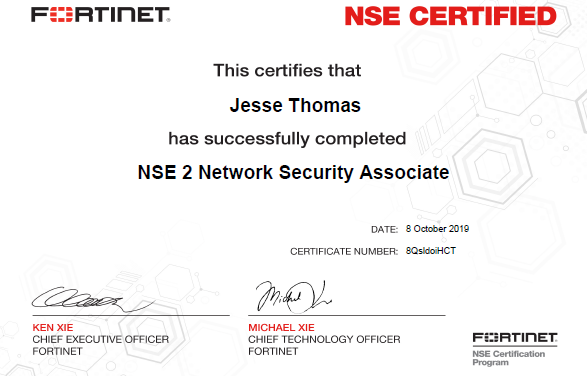 FORTINET
NSE CERTIFIED
This certifies that
Jesse Thomas
has successfully completed
NSE 2 Network Security Associate
DATE: 8 October 2019
CERTIFICATE NUMBER: 8QsldoiHCT
KEN XIE
CHIEF EXECUTIVE OFFICER
FORTINET
MICHAEL XIE
CHIEF TECHNOLOGY OFFICER
FORTINET
FORTINET
NSE Certification
Program